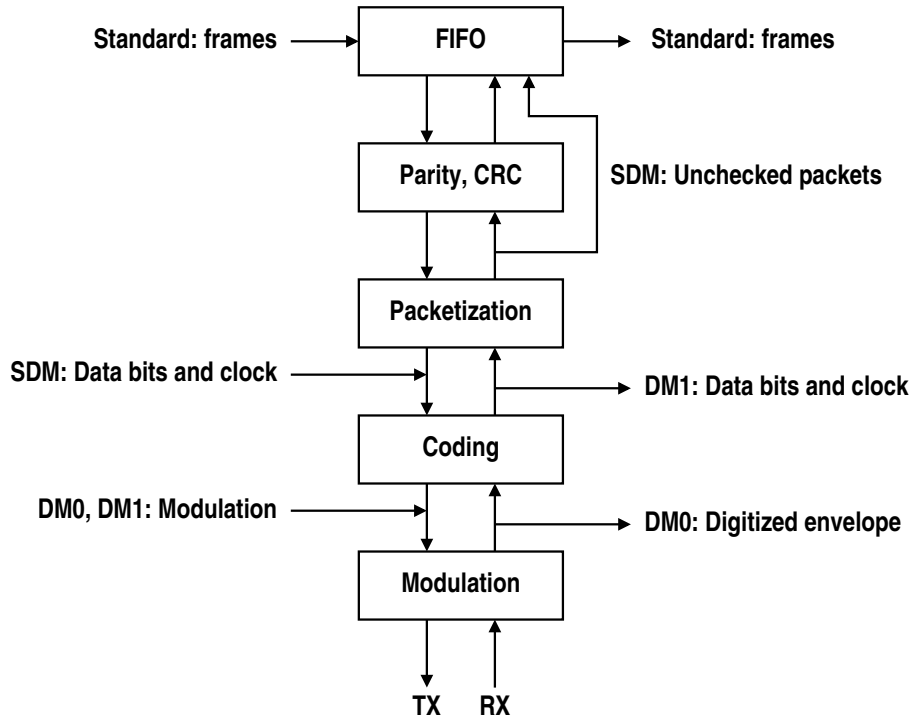 Standard: frames
FIFO
Standard: frames
Parity, CRC
SDM: Unchecked packets
Packetization
SDM: Data bits and clock
DM1: Data bits and clock
Coding
DM0, DM1: Modulation
DM0: Digitized envelope
Modulation
TX
RX